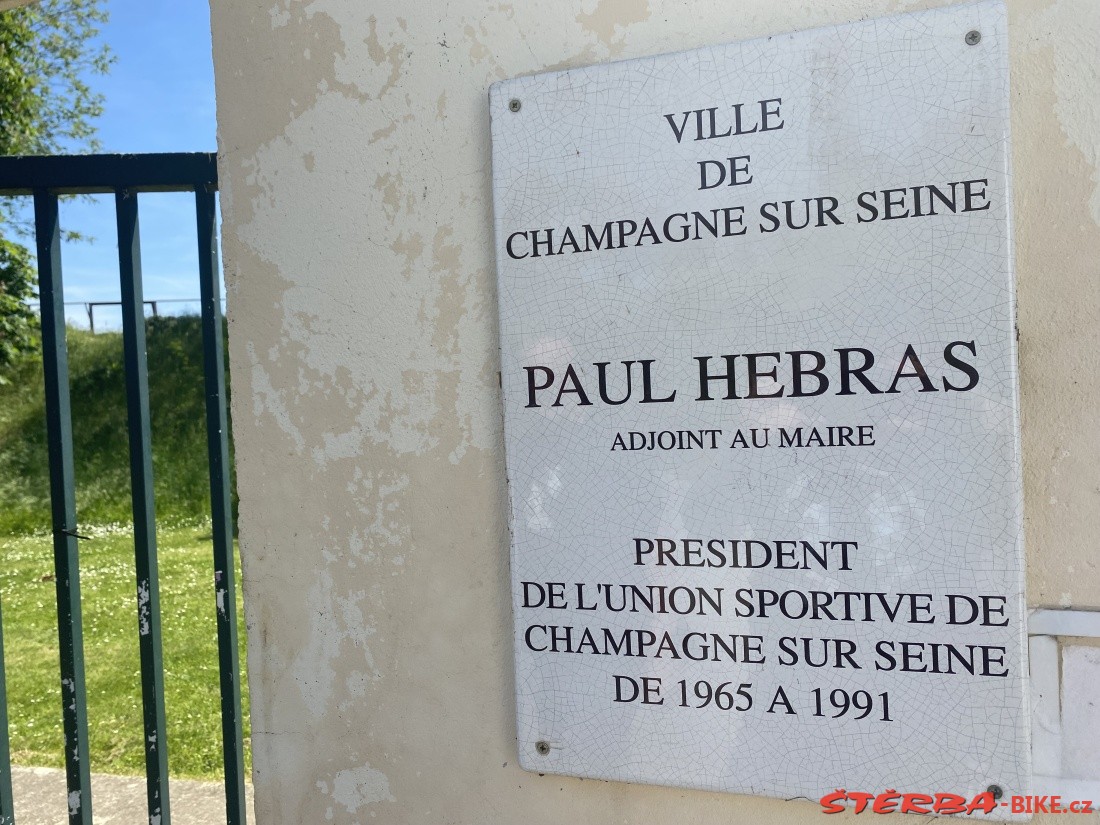 VILLE
DE
CHAMPAGNE SUR SEINE
PAUL HEBRAS
ADJOINT AU MAIRE
PRESIDENT
DE L'UNION SPORTIVE DE
CHAMPAGNE SUR SEINE
DE 1965 A 1991
ŠTĚRBA-BIKE.cz